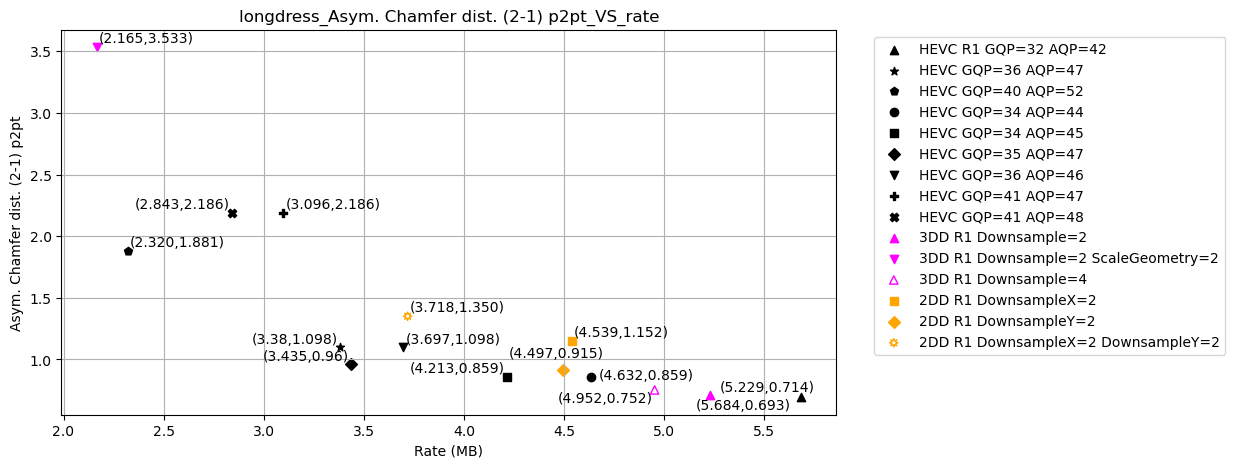 longdress_Asym. Chamfer dist. (2-1) p2pt_VS_rate
Asym. Chamfer dist. (2-1) p2pt
3.5
3.0
2.5
2.0
1.5
1.0
(2.165,3.533)
(2.843,2.186)
(3.096,2.186)
(2.320,1.881)
(3.718,1.350)
(3.38,1.098)
(3.697,1.098)
(4.539,1.152)
(3.435,0.96)
(4.497,0.915)
(4.213,0.859)
(4.632,0.859)
(4.952,0.752)
(5.229,0.714)
(5.684,0.693)
2.0
2.5
3.0
3.5
4.0
4.5
5.0
5.5
Rate (MB)
HEVC R1 GQP=32 AQP=42
HEVC GQP=36 AQP=47
HEVC GQP=40 AQP=52
HEVC GQP=34 AQP=44
HEVC GQP=34 AQP=45
HEVC GQP=35 AQP=47
HEVC GQP=36 AQP=46
HEVC GQP=41 AQP=47
HEVC GQP=41 AQP=48
3DD R1 Downsample=2
3DD R1 Downsample=2 ScaleGeometry=2
3DD R1 Downsample=4
2DD R1 DownsampleX=2
2DD R1 DownsampleY=2
2DD R1 DownsampleX=2 DownsampleY=2